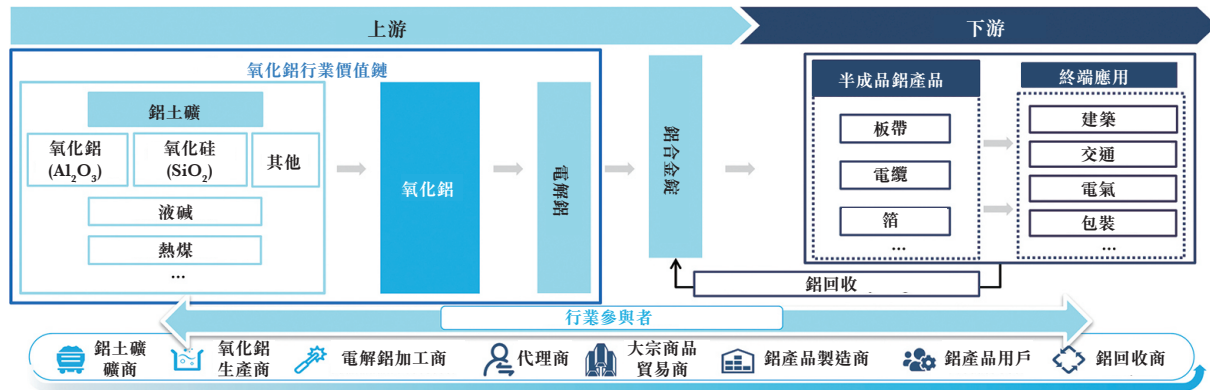 上游
下游
氧化鋁行業價值鏈
鋁土礦
氧化鋁
(Al₂O₃)
氧化硅
(SiO₂)
其他
液碱
熱煤
...
氧化鋁
電解鋁
鋁合金錠
半成品鋁產品
板帶
電纜
箔
...
終端應用
建築
交通
電氣
包裝
...
鋁回收
行業參與者
鋁土礦
礦商
氧化鋁
生產商
電解鋁加工商
代理商
大宗商品
貿易商
鋁產品製造商
鋁產品用戶
鋁回收商